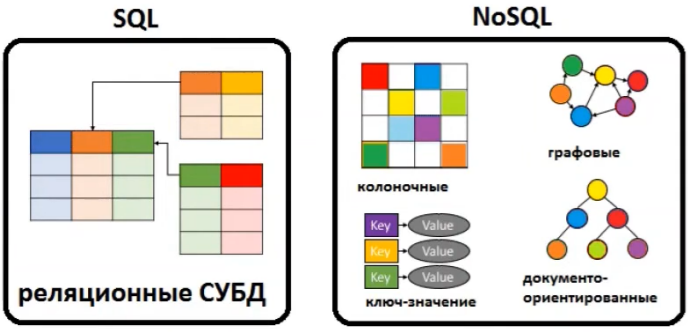 SQL
NoSQL
реляционные СУБД
колоночные
графовые
Key
Value
Key
Value
Key
Value
ключ-значение
документо-
ориентированные